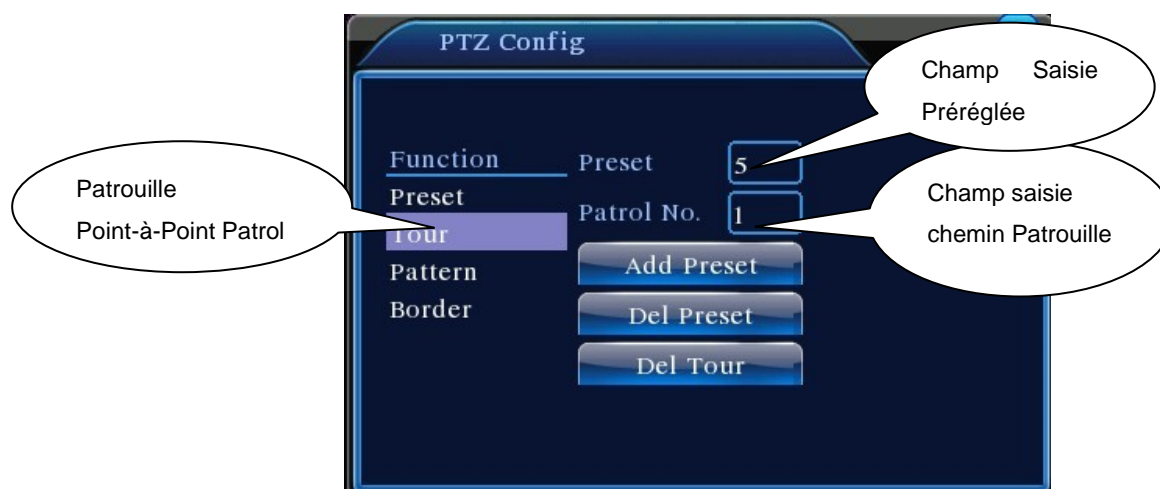 PTZ Config
Champ Saisie
Préréglée
Function
Preset
5
Patrouille
Point-à-Point Patrol
Preset
Tour
Patrol No.
1
Champ saisie
chemin Patrouille
Pattern
Border
Add Preset
Del Preset
Del Tour